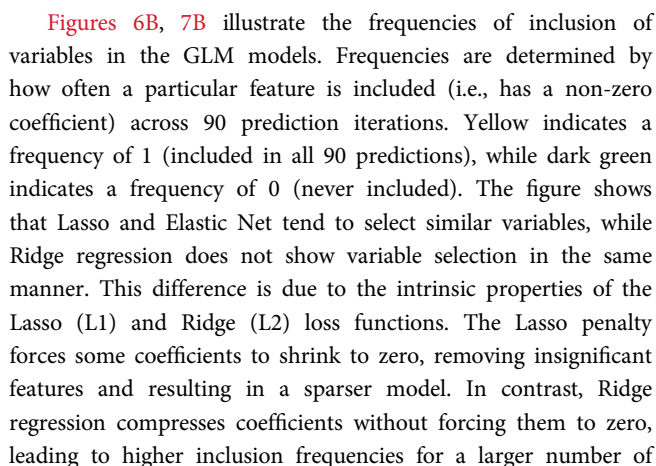 Figures 6B, 7B illustrate the frequencies of inclusion of
variables in the GLM models. Frequencies are determined by
how often a particular feature is included (i.e., has a non-zero
coefficient) across 90 prediction iterations. Yellow indicates a
frequency of 1 (included in all 90 predictions), while dark green
indicates a frequency of 0 (never included). The figure shows
that Lasso and Elastic Net tend to select similar variables, while
Ridge regression does not show variable selection in the same
manner. This difference is due to the intrinsic properties of the
Lasso (L1) and Ridge (L2) loss functions. The Lasso penalty
forces some coefficients to shrink to zero, removing insignificant
features and resulting in a sparser model. In contrast, Ridge
regression compresses coefficients without forcing them to zero,
leading to higher inclusion frequencies for a larger number of